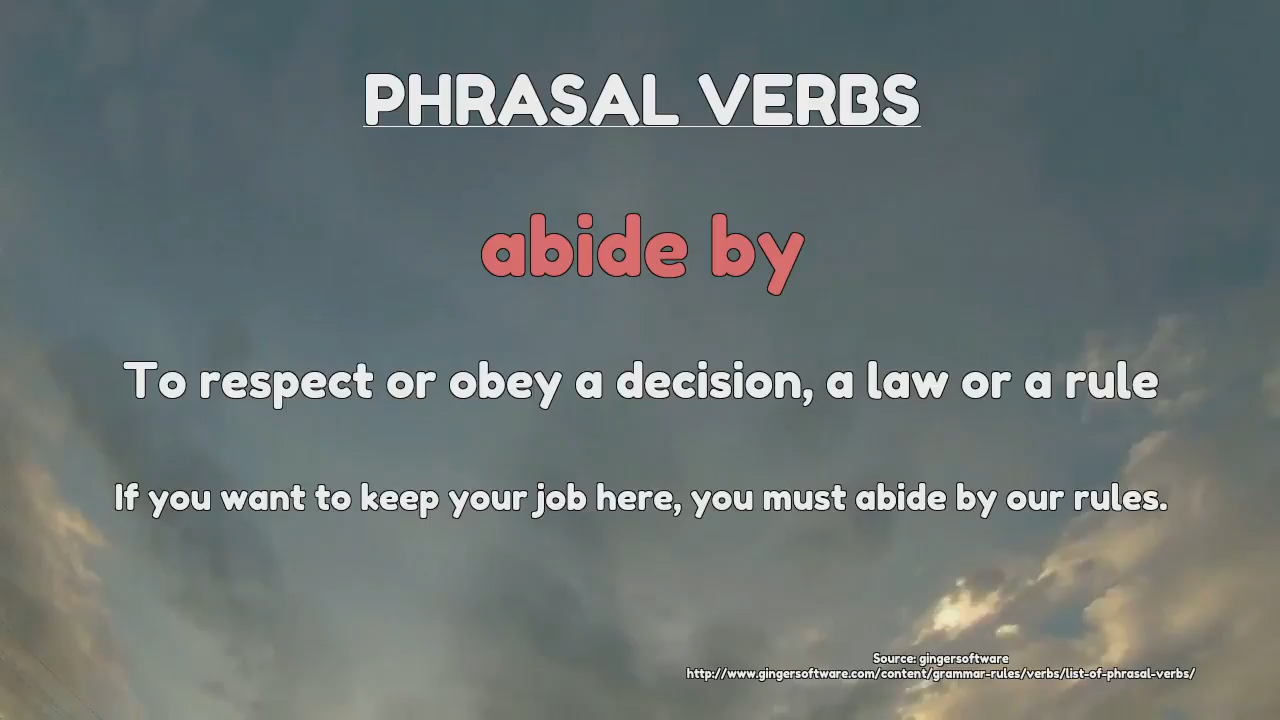 PHRASAL VERBS
abide by
To respect or obey a decision, a law or a rule
If you want to keep your job here, you must abide by our rules.
Source: gingersoftware
http://www.gingersoftware.com/content/grammar-rules/verbs/list-of-phrasal-verbs/